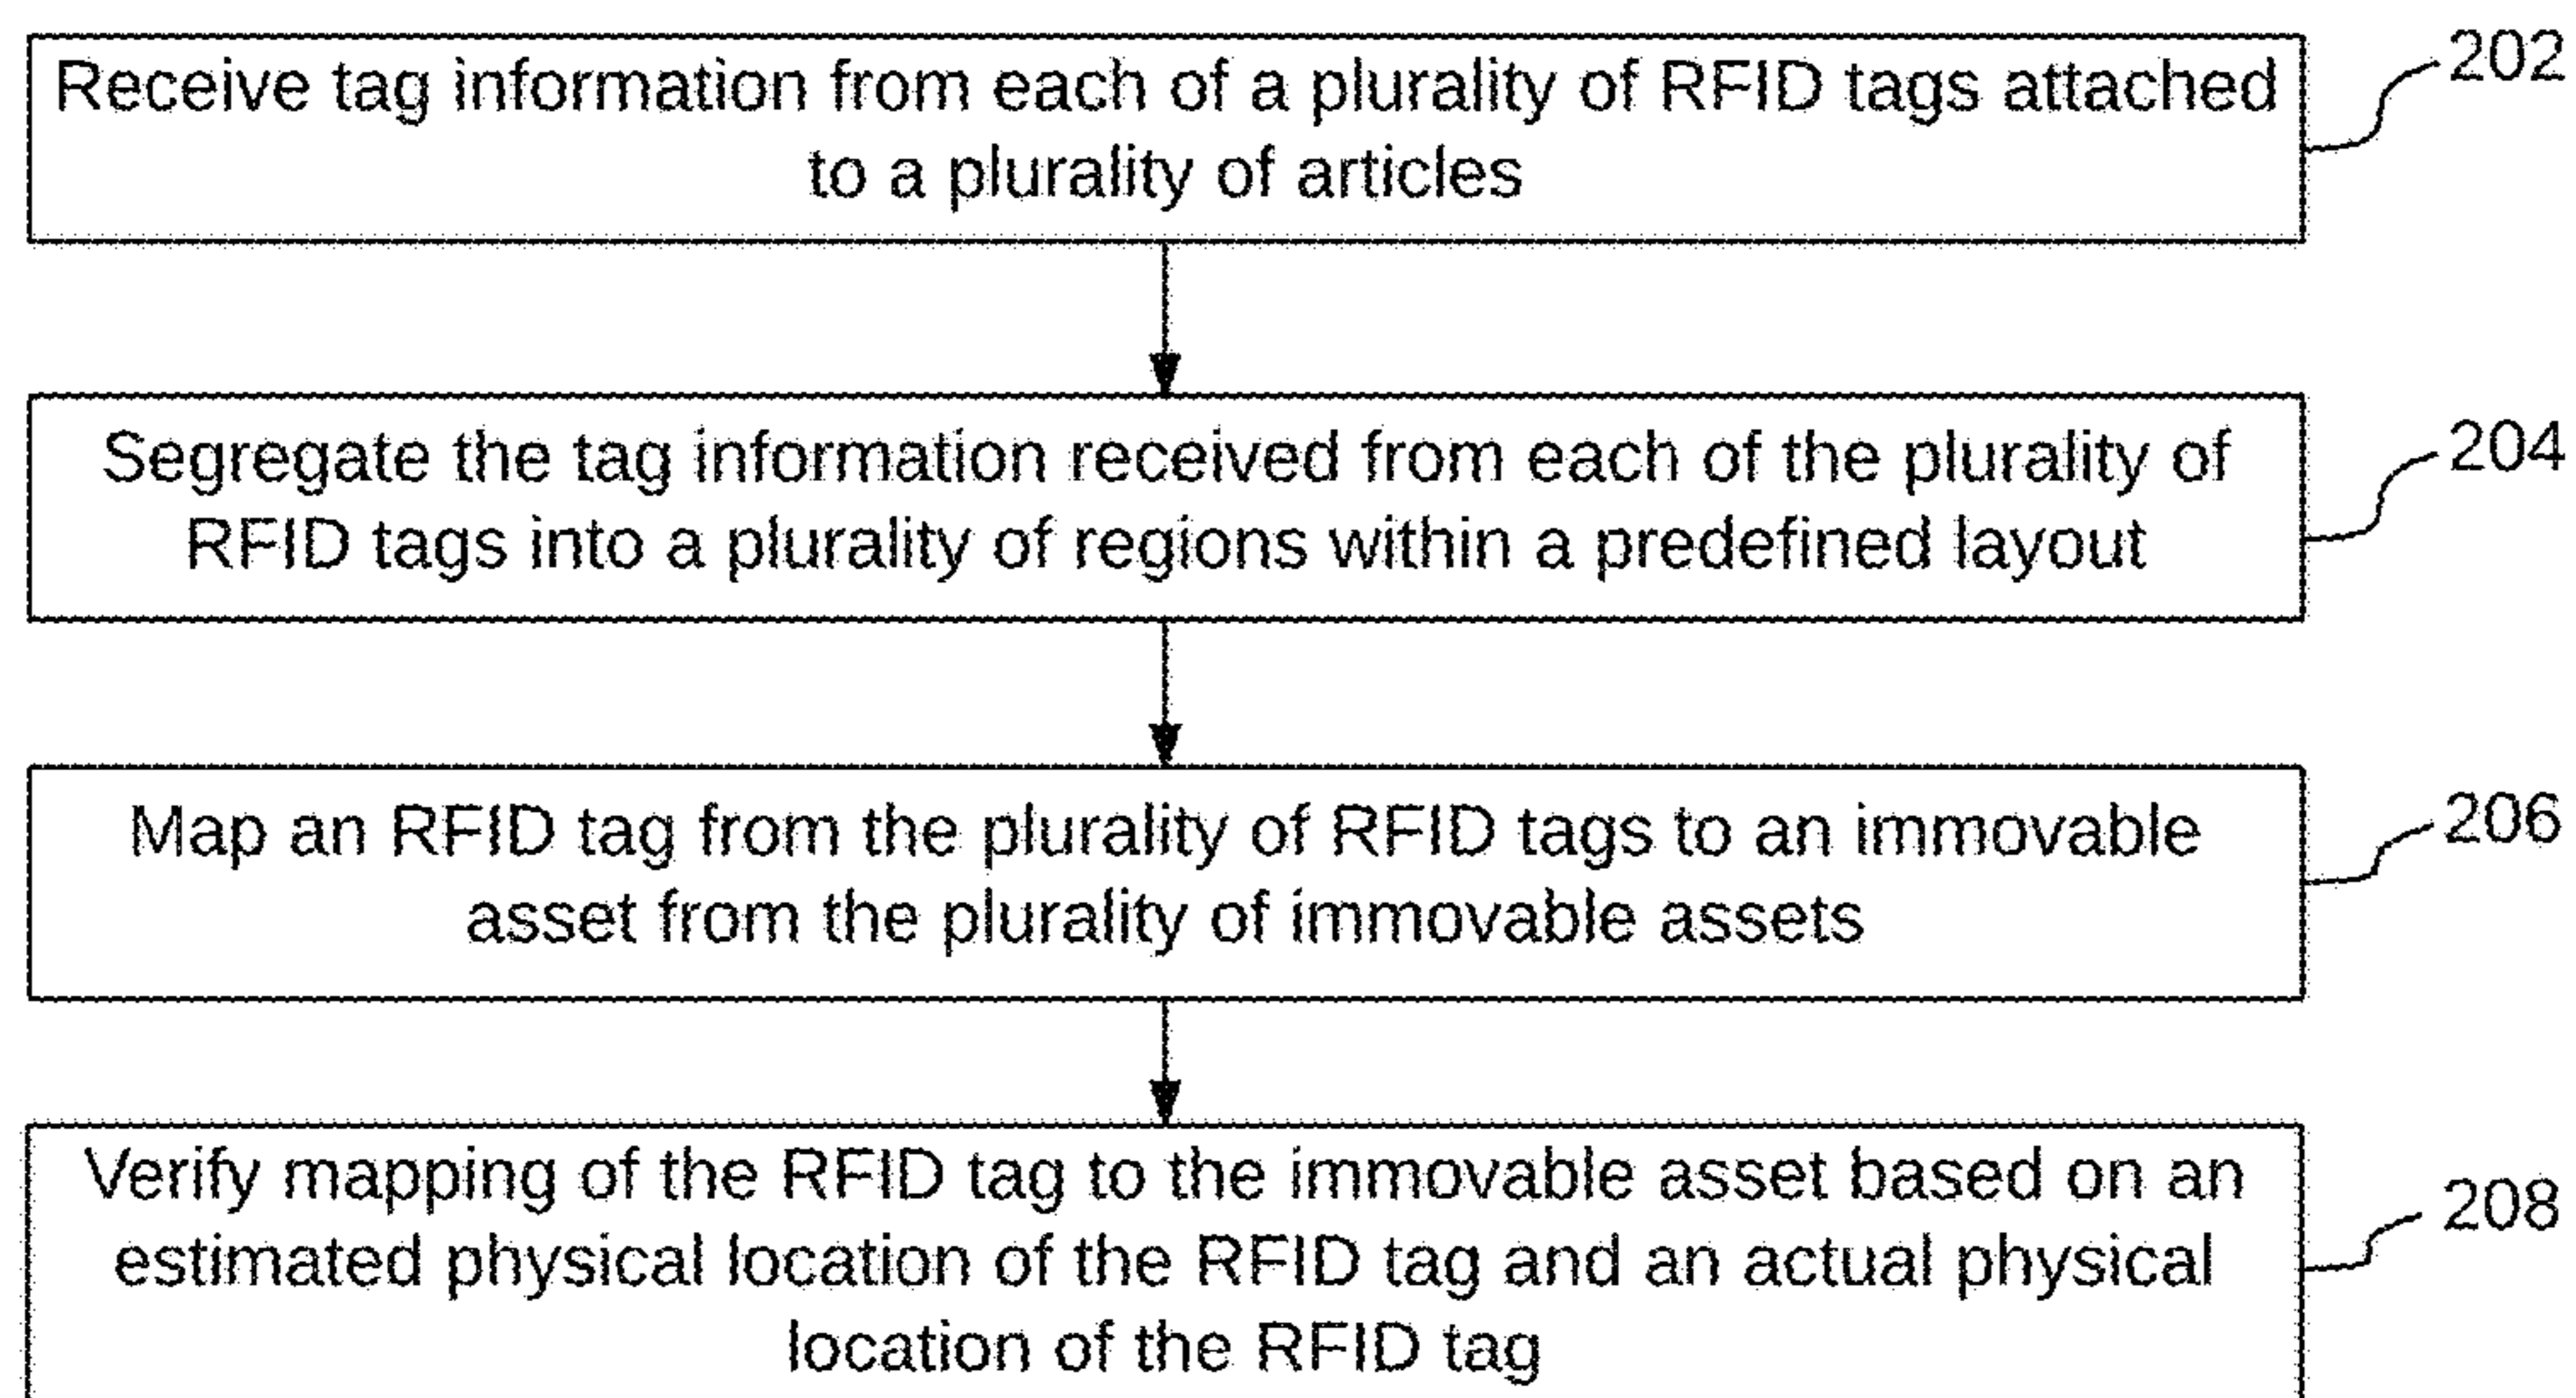 Receive tag information from each of a plurality of RFID tags attached
to a plurality of articles
202
Segregate the tag information received from each of the plurality of
RFID tags into a plurality of regions within a predefined layout
204
Map an RFID tag from the plurality of RFID tags to an immovable
asset from the plurality of immovable assets
206
Verify mapping of the RFID tag to the immovable asset based on an
estimated physical location of the RFID tag and an actual physical
location of the RFID tag
208